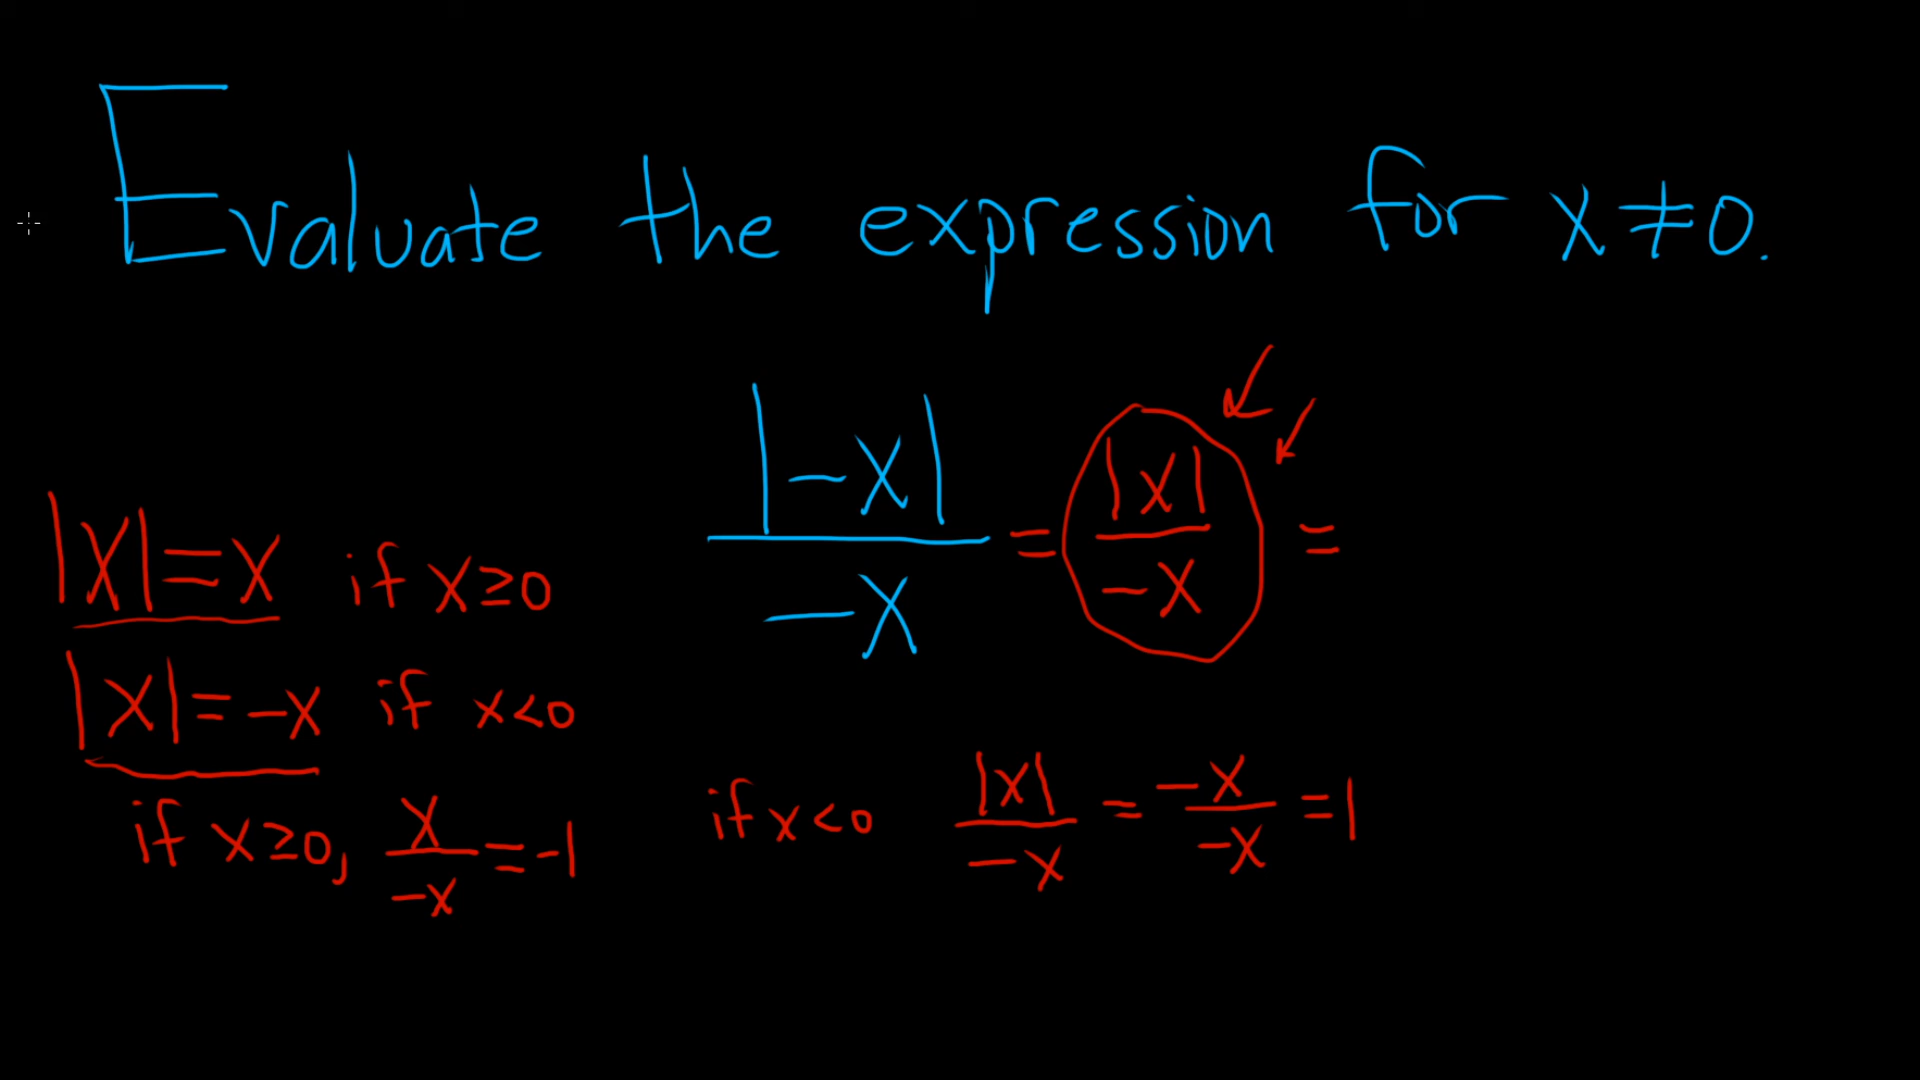 Evaluate the expression for x≠0.
|-x| / -x = |x| / -x =
|x| = x if x ≥ 0
|x| = -x if x < 0
if x ≥ 0, x / -x = -1
if x < 0 |x| / -x = -x / -x = 1